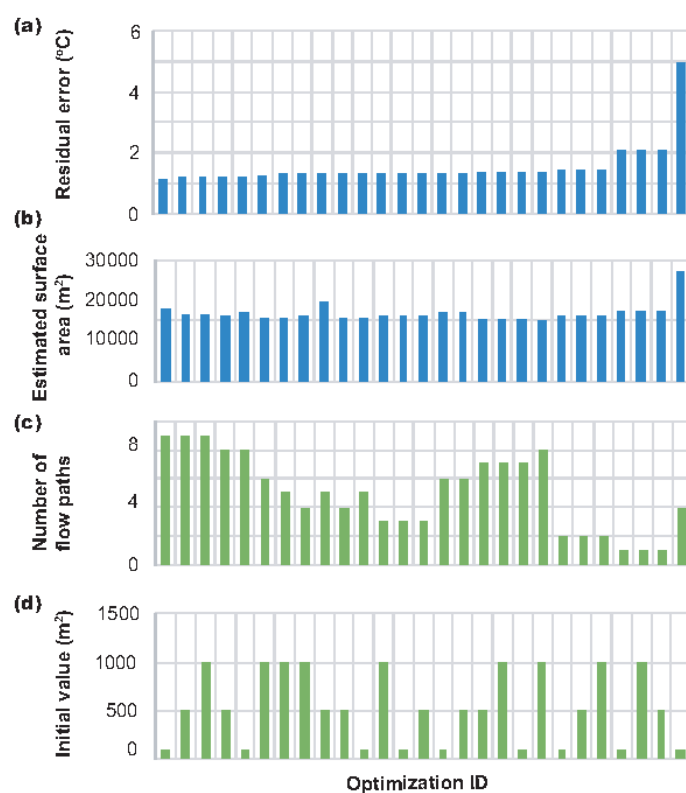 (a)
Residual error (°C)
6
4
2
0
(b)
Estimated surface
area (m²)
30000
20000
10000
0
(c)
Number of
flow paths
8
4
0
(d)
Initial value (m²)
1500
1000
500
0
Optimization ID